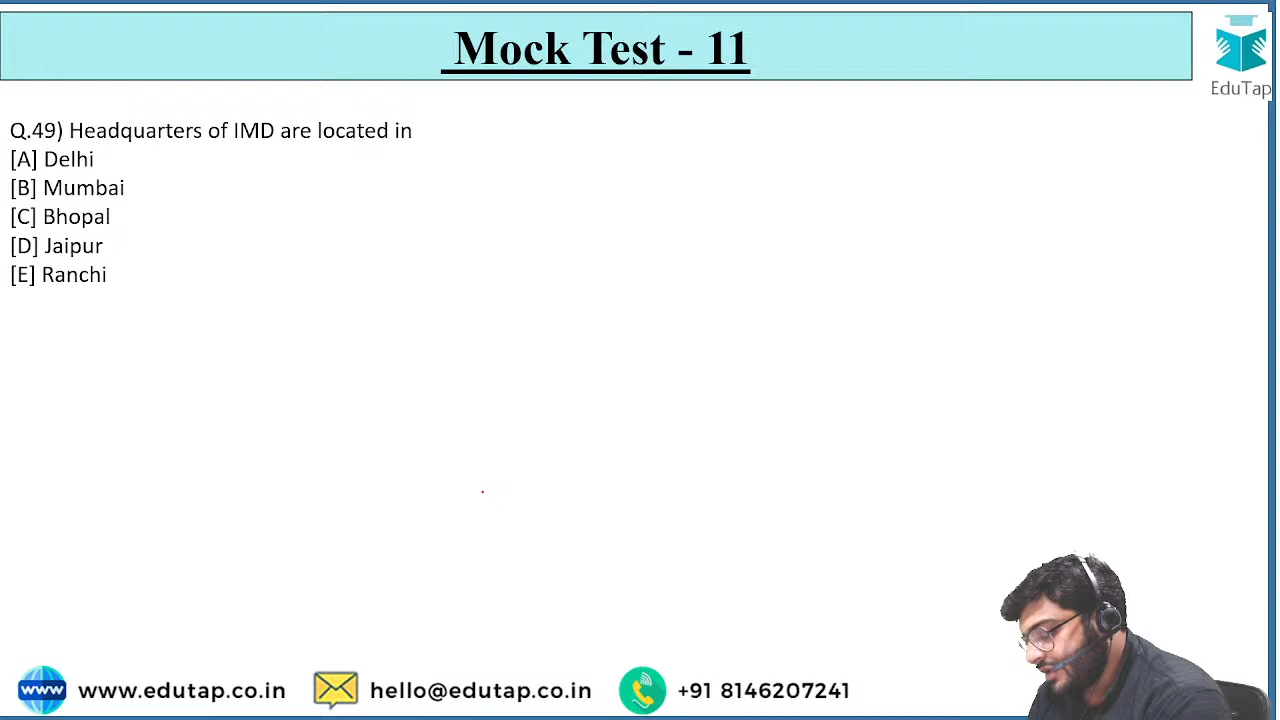 Mock Test - 11
EduTap
Q.49) Headquarters of IMD are located in
[A] Delhi
[B] Mumbai
[C] Bhopal
[D] Jaipur
[E] Ranchi
www www.edutap.co.in hello@edutap.co.in +91 8146207241